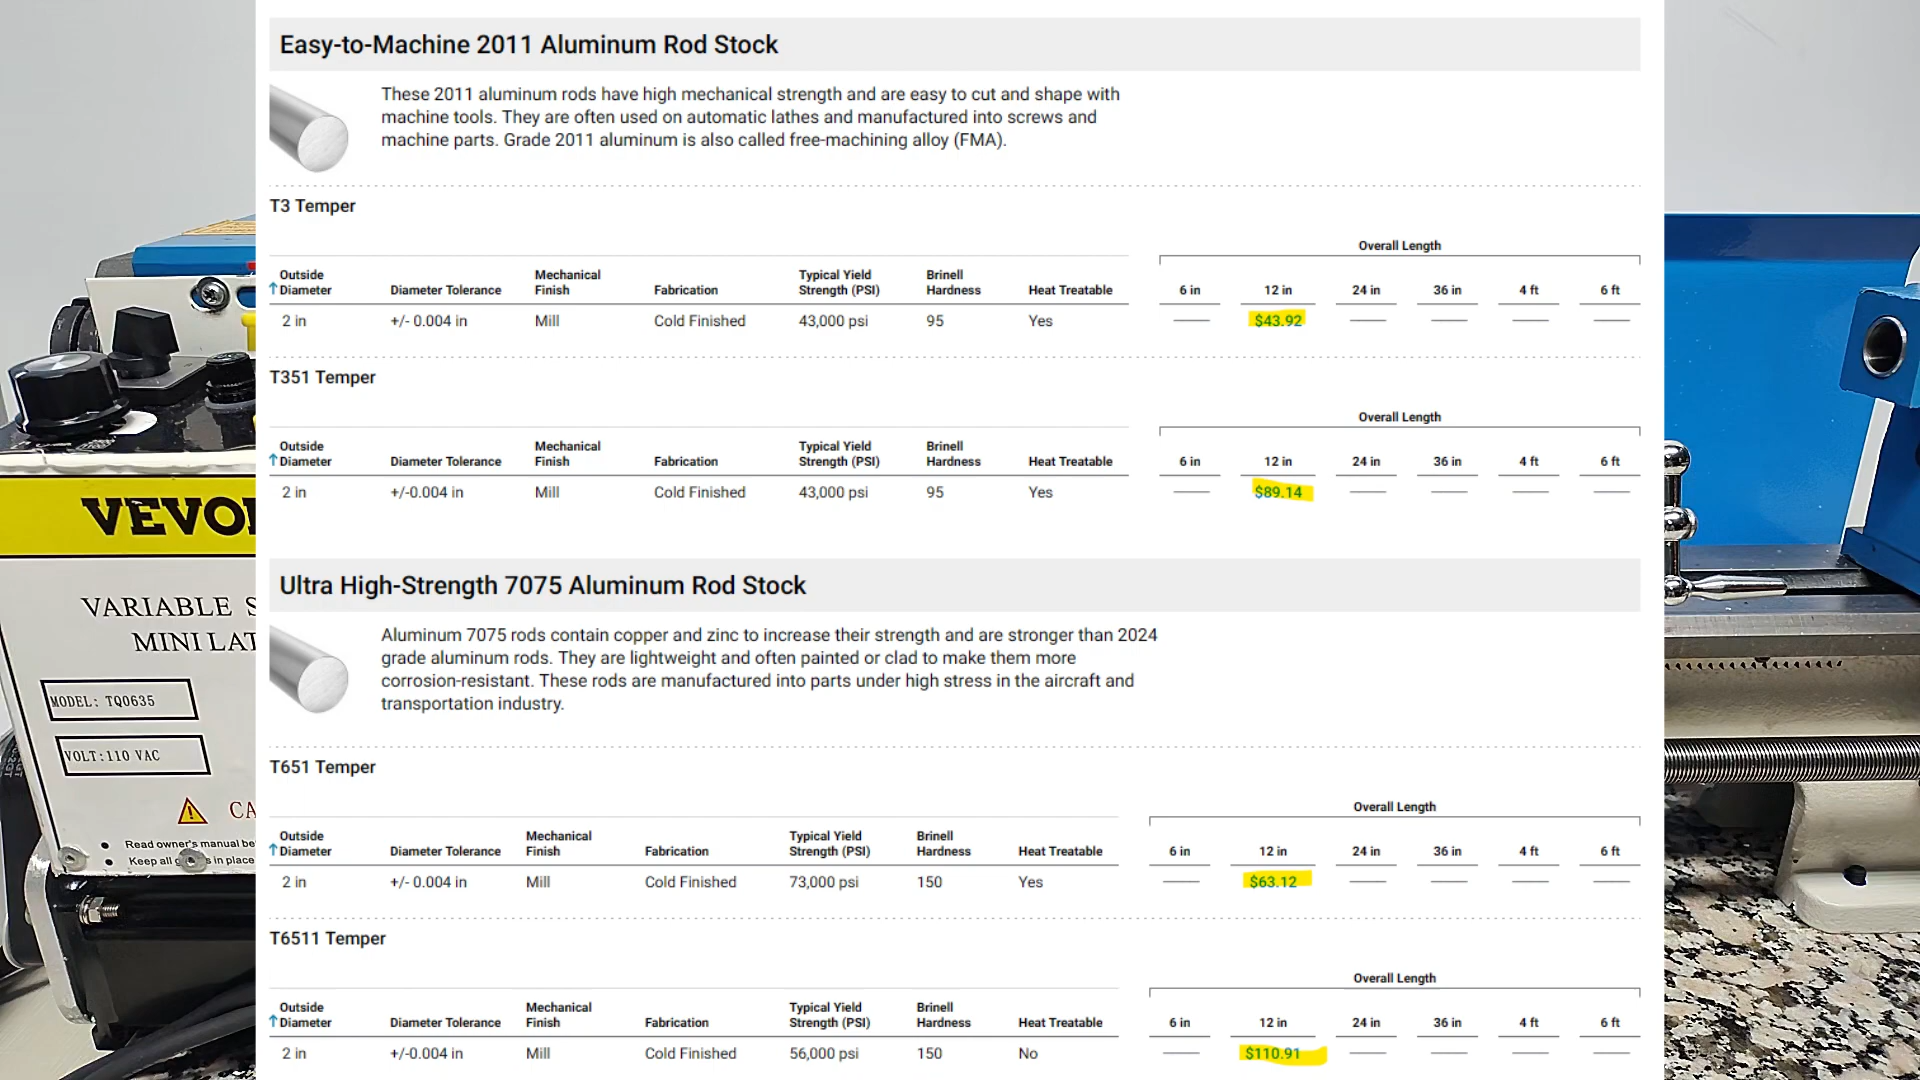 Easy-to-Machine 2011 Aluminum Rod Stock
These 2011 aluminum rods have high mechanical strength and are easy to cut and shape with
machine tools. They are often used on automatic lathes and manufactured into screws and
machine parts. Grade 2011 aluminum is also called free-machining alloy (FMA).
T3 Temper
Overall Length
Outside Diameter Diameter Tolerance Mechanical Finish Fabrication Typical Yield Strength (PSI) Brinell Hardness Heat Treatable 6 in 12 in 24 in 36 in 4 ft 6 ft
2 in +/- 0.004 in Mill Cold Finished 43,000 psi 95 Yes $43.92
T351 Temper
Overall Length
Outside Diameter Diameter Tolerance Mechanical Finish Fabrication Typical Yield Strength (PSI) Brinell Hardness Heat Treatable 6 in 12 in 24 in 36 in 4 ft 6 ft
2 in +/-0.004 in Mill Cold Finished 43,000 psi 95 Yes $89.14
Ultra High-Strength 7075 Aluminum Rod Stock
Aluminum 7075 rods contain copper and zinc to increase their strength and are stronger than 2024
grade aluminum rods. They are lightweight and often painted or clad to make them more
corrosion-resistant. These rods are manufactured into parts under high stress in the aircraft and
transportation industry.
T651 Temper
Overall Length
Outside Diameter Diameter Tolerance Mechanical Finish Fabrication Typical Yield Strength (PSI) Brinell Hardness Heat Treatable 6 in 12 in 24 in 36 in 4 ft 6 ft
2 in +/- 0.004 in Mill Cold Finished 73,000 psi 150 Yes $63.12
T6511 Temper
Overall Length
Outside Diameter Diameter Tolerance Mechanical Finish Fabrication Typical Yield Strength (PSI) Brinell Hardness Heat Treatable 6 in 12 in 24 in 36 in 4 ft 6 ft
2 in +/-0.004 in Mill Cold Finished 56,000 psi 150 No $110.91
VEVO
VARIABLE S
MINI LAT
MODEL: TQ0635
VOLT:110 VAC
CA
Read owner's manual be
Keep all in place